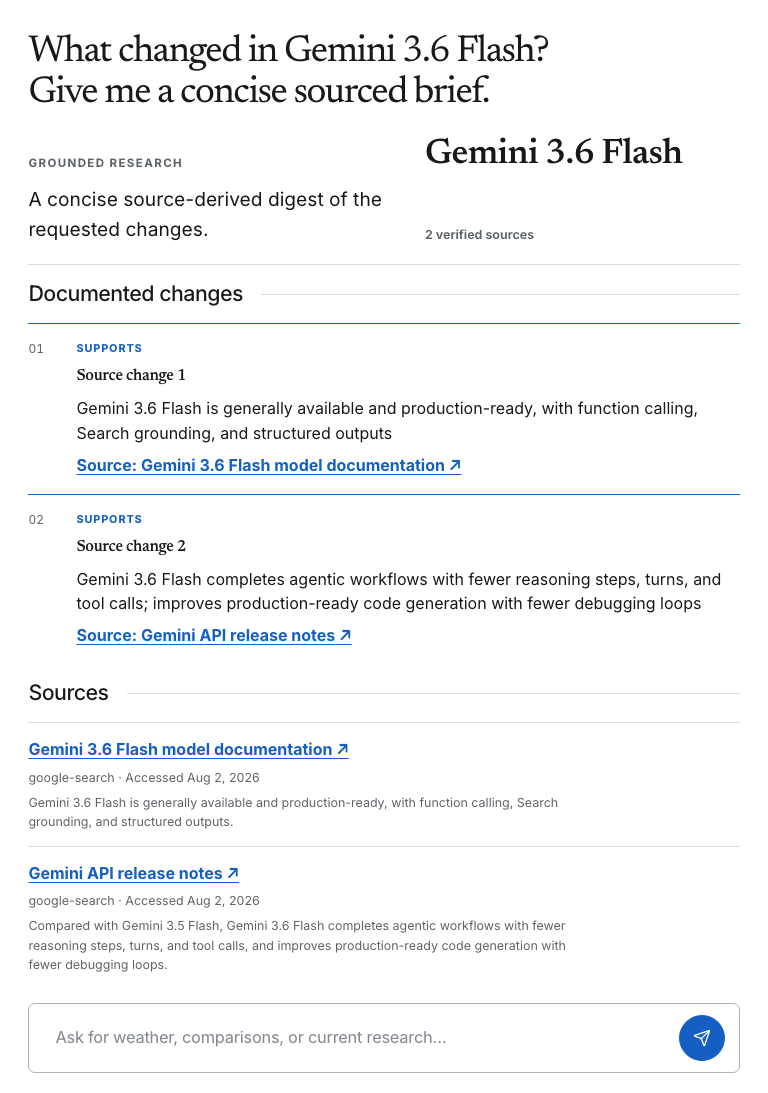 What changed in Gemini 3.6 Flash?
Give me a concise sourced brief.
GROUNDED RESEARCH
A concise source-derived digest of the
requested changes.
Gemini 3.6 Flash
2 verified sources
Documented changes
01
SUPPORTS
Source change 1
Gemini 3.6 Flash is generally available and production-ready, with function calling,
Search grounding, and structured outputs
Source: Gemini 3.6 Flash model documentation ↗
02
SUPPORTS
Source change 2
Gemini 3.6 Flash completes agentic workflows with fewer reasoning steps, turns, and
tool calls; improves production-ready code generation with fewer debugging loops
Source: Gemini API release notes ↗
Sources
Gemini 3.6 Flash model documentation ↗
google-search · Accessed Aug 2, 2026
Gemini 3.6 Flash is generally available and production-ready, with function calling, Search
grounding, and structured outputs.
Gemini API release notes ↗
google-search · Accessed Aug 2, 2026
Compared with Gemini 3.5 Flash, Gemini 3.6 Flash completes agentic workflows with fewer
reasoning steps, turns, and tool calls, and improves production-ready code generation with
fewer debugging loops.
Ask for weather, comparisons, or current research...